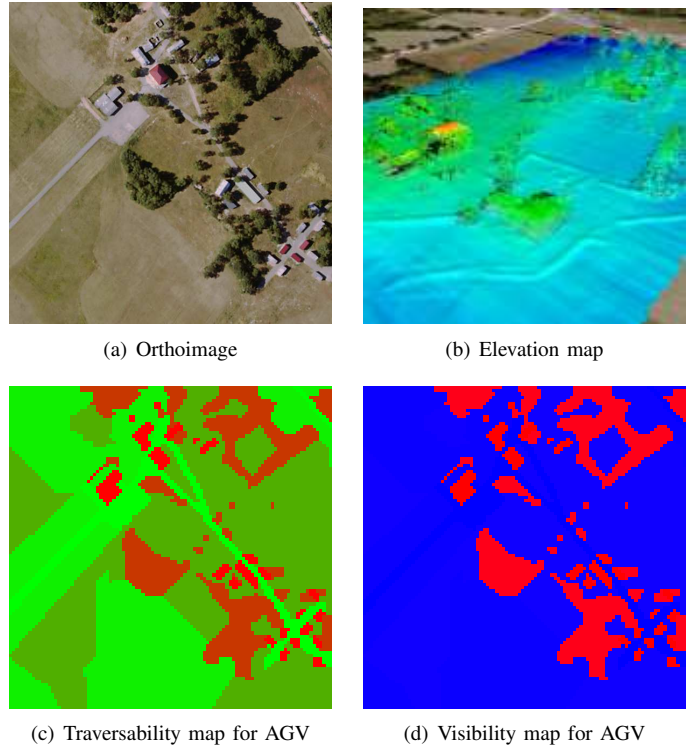 (a) Orthoimage
(b) Elevation map
(c) Traversability map for AGV
(d) Visibility map for AGV